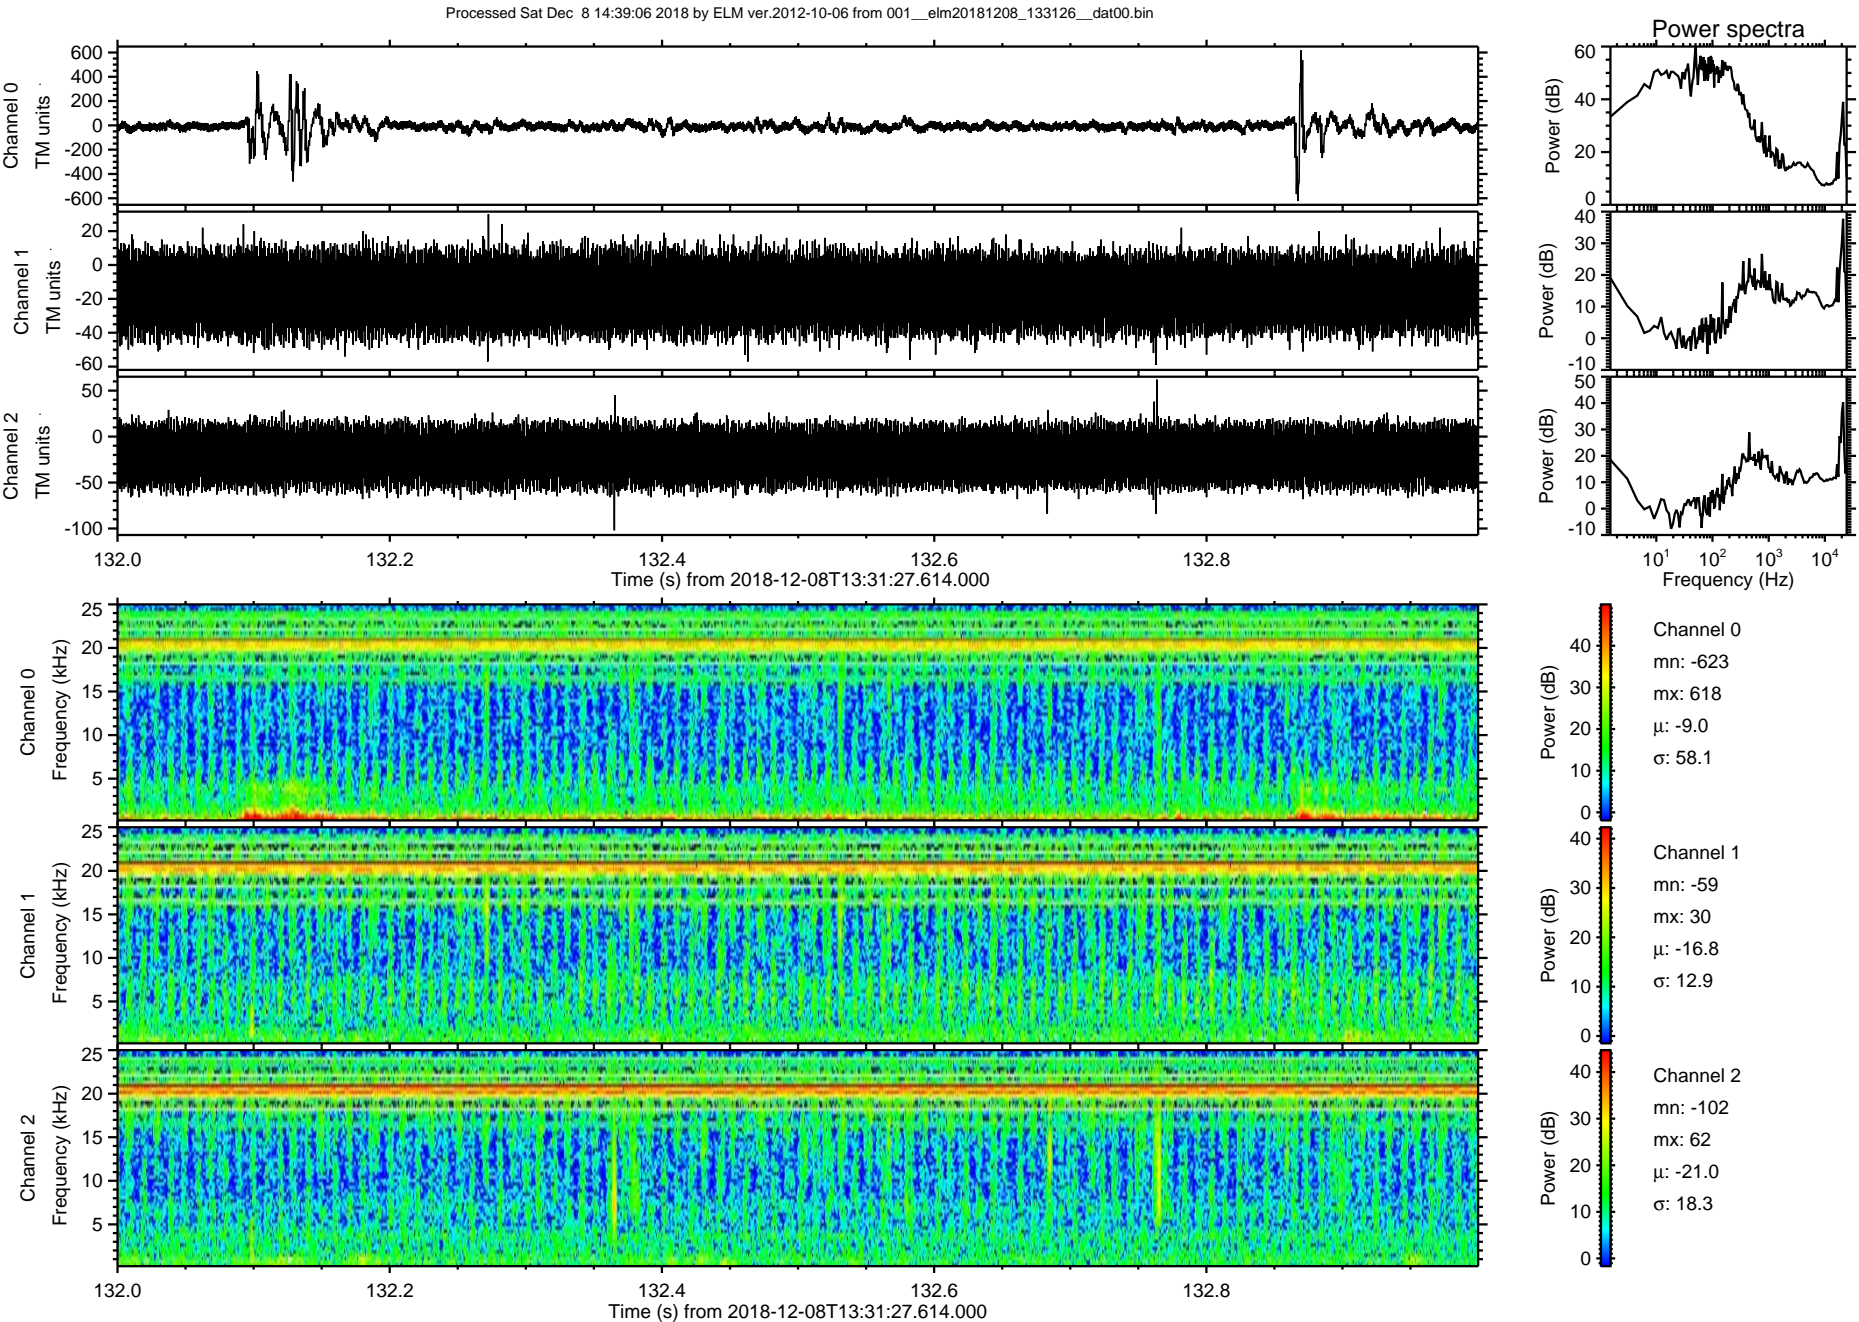 Processed Sat Dec  8 14:39:06 2018 by ELM ver.2012-10-06 from 001__elm20181208_133126__dat00.bin
Power spectra
Channel 0
TM units
600
400
200
0
-200
-400
-600
Power (dB)
60
40
20
0
Channel 1
TM units
20
0
-20
-40
-60
Power (dB)
40
30
20
10
0
-10
Channel 2
TM units
50
0
-50
-100
Power (dB)
50
40
30
20
10
0
-10
132.0 132.2 132.4 132.6 132.8
Time (s) from 2018-12-08T13:31:27.614.000
10^1 10^2 10^3 10^4
Frequency (Hz)
Channel 0
Frequency (kHz)
25
20
15
10
5
Power (dB)
40
30
20
10
0
Channel 0
mn: -623
mx: 618
μ: -9.0
σ: 58.1
Channel 1
Frequency (kHz)
25
20
15
10
5
Power (dB)
40
30
20
10
0
Channel 1
mn: -59
mx: 30
μ: -16.8
σ: 12.9
Channel 2
Frequency (kHz)
25
20
15
10
5
Power (dB)
40
30
20
10
0
Channel 2
mn: -102
mx: 62
μ: -21.0
σ: 18.3
132.0 132.2 132.4 132.6 132.8
Time (s) from 2018-12-08T13:31:27.614.000